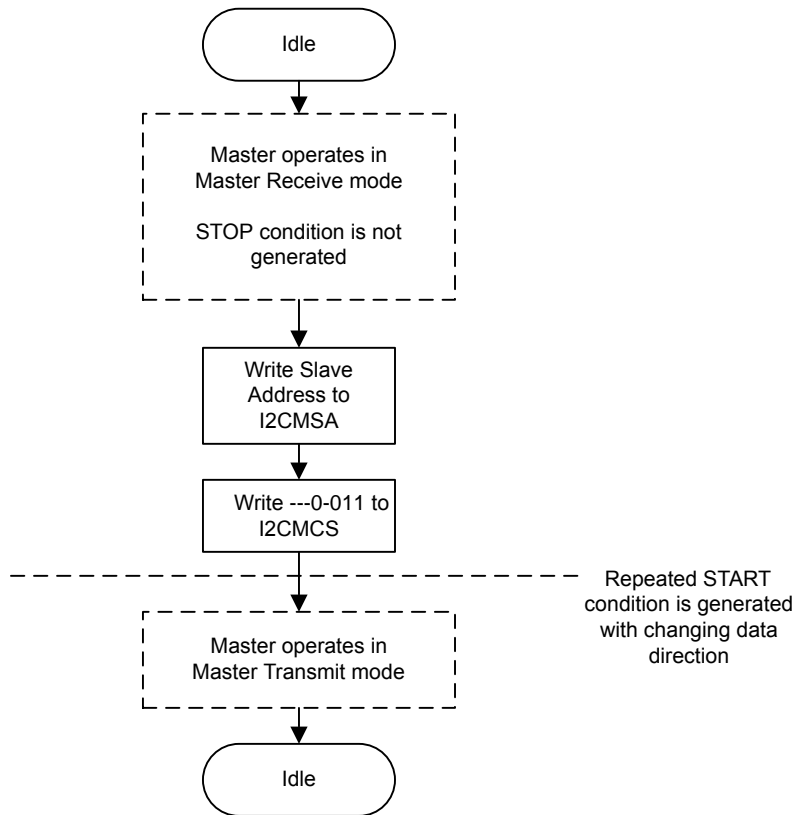 Idle
Master operates in
Master Receive mode
STOP condition is not
generated
Write Slave
Address to
I2CMSA
Write ---0-011 to
I2CMCS
Repeated START
condition is generated
with changing data
direction
Master operates in
Master Transmit mode
Idle